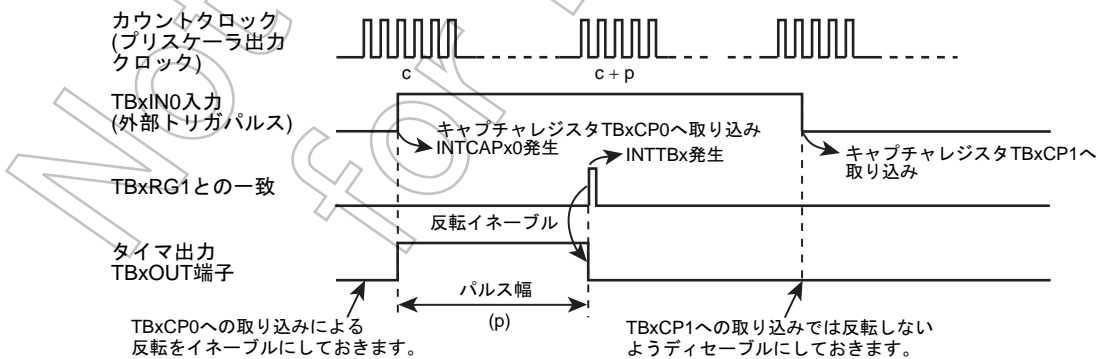 カウントクロック
(プリスケーラ出力
クロック)
c
c + p
TBxIN0入力
(外部トリガパルス)
キャプチャレジスタTBxCP0へ取り込み
INTCAPx0発生
INTTBx発生
キャプチャレジスタTBxCP1へ
取り込み
TBxRG1との一致
反転イネーブル
タイマ出力
TBxOUT端子
パルス幅
(p)
TBxCP0への取り込みによる
反転をイネーブルにしておきます。
TBxCP1への取り込みでは反転しない
ようディセーブルにしておきます。
Not
for